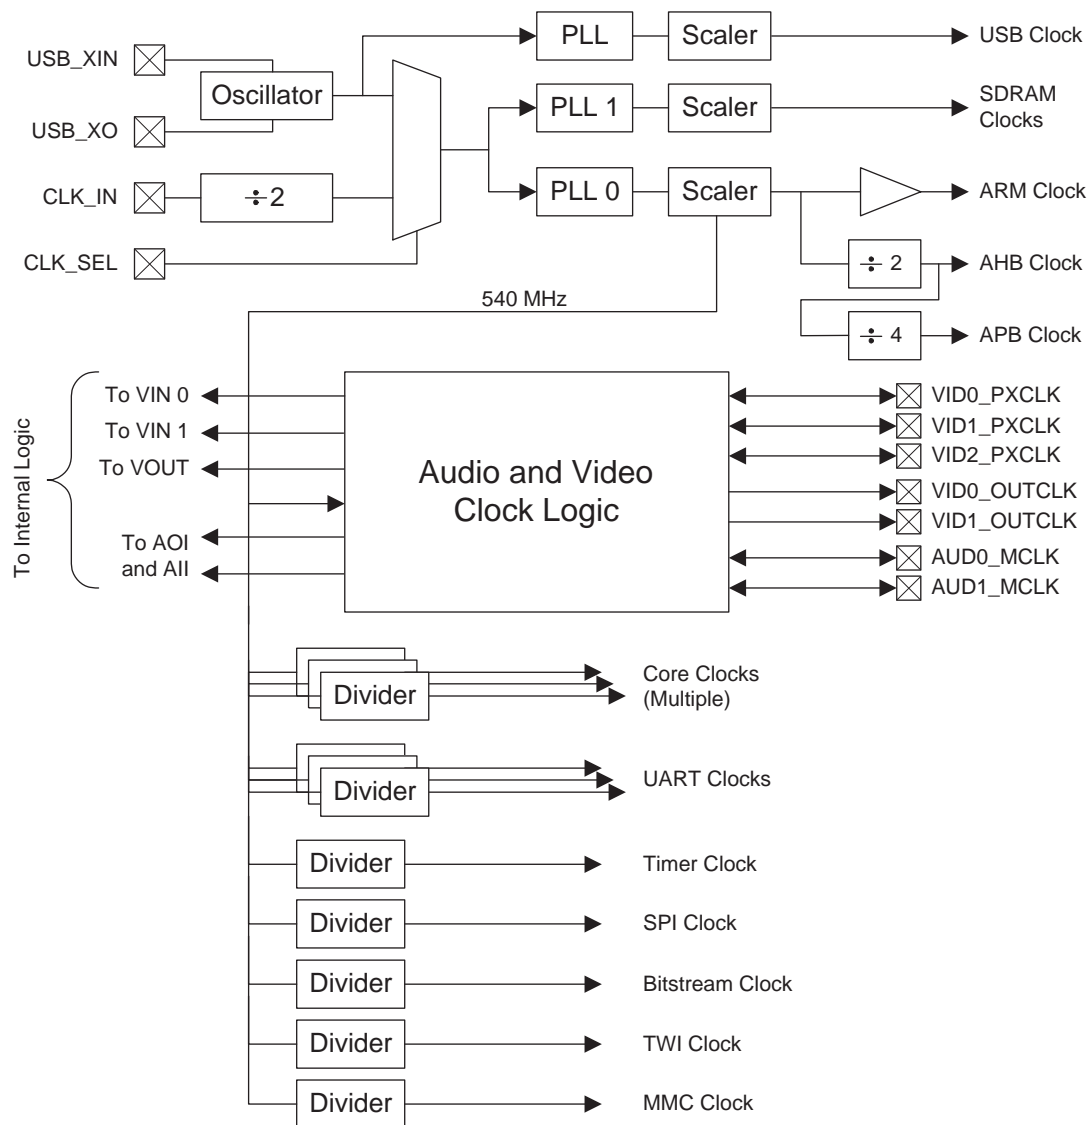 PLL
Scaler
USB Clock
USB_XIN
Oscillator
USB_XO
PLL 1
Scaler
SDRAM
Clocks
CLK_IN
÷2
PLL 0
Scaler
ARM Clock
CLK_SEL
÷ 2
AHB Clock
540 MHz
÷ 4
APB Clock
To Internal Logic
To VIN 0
To VIN 1
To VOUT
To AOI
and AII
Audio and Video
Clock Logic
VID0_PXCLK
VID1_PXCLK
VID2_PXCLK
VID0_OUTCLK
VID1_OUTCLK
AUD0_MCLK
AUD1_MCLK
Divider
Core Clocks
(Multiple)
Divider
UART Clocks
Divider
Timer Clock
Divider
SPI Clock
Divider
Bitstream Clock
Divider
TWI Clock
Divider
MMC Clock